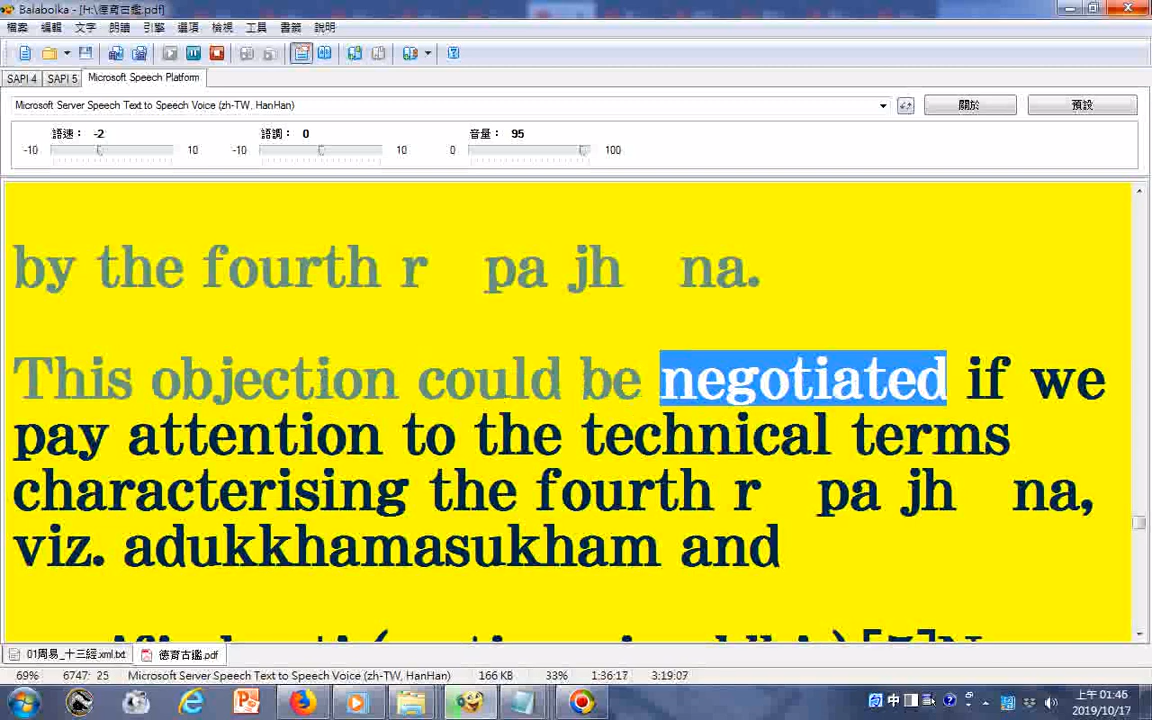 Balabolka - [H:\德育古鑑.pdf]
檔案 編輯 文字 朗讀 引擎 選項 檢視 工具 書籤 說明
SAPI 4 SAPI 5 Microsoft Speech Platform
Microsoft Server Speech Text to Speech Voice (zh-TW, HanHan) 關於 預設
語速： -2 語調： 0 音量： 95
-10 10 -10 10 0 100
by the fourth r pa jh na.
This objection could be negotiated if we
pay attention to the technical terms
characterising the fourth r pa jh na,
viz. adukkhamasukham and
01周易_十三經.xml.txt 德育古鑑.pdf
69% 6747: 25 Microsoft Server Speech Text to Speech Voice (zh-TW, HanHan) 166 KB 33% 1:36:17 3:19:07
中 上午 01:46
2019/10/17